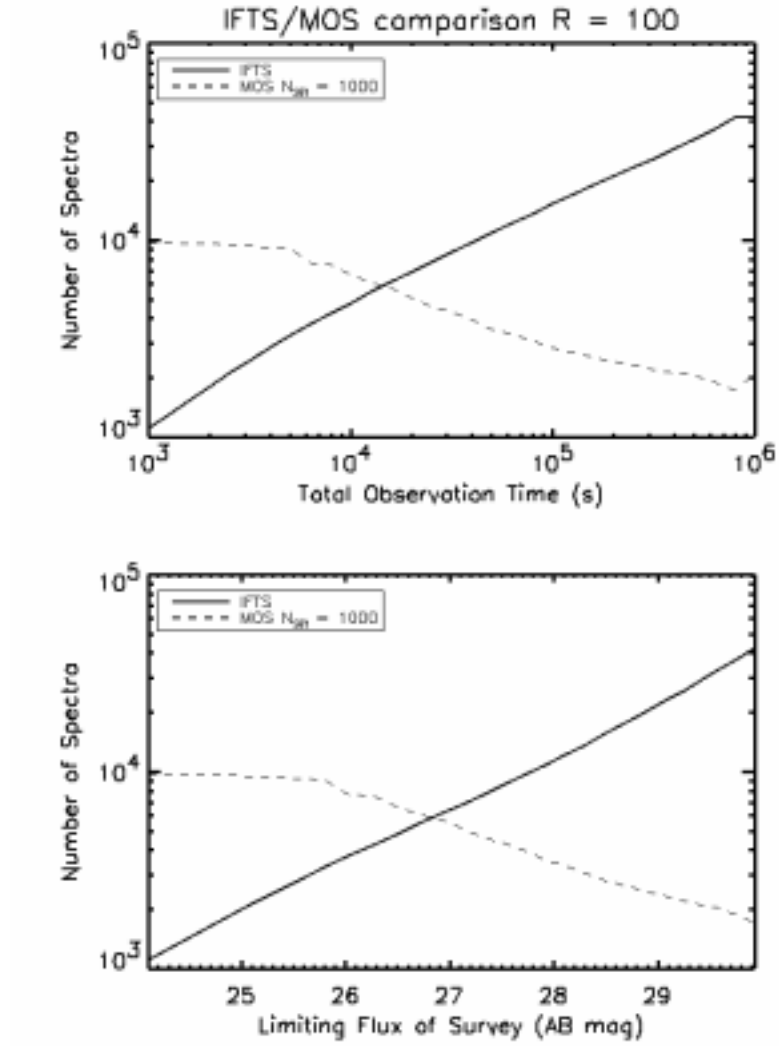 IFTS/MOS comparison R = 100
10^5
IFTS
MOS N_slit = 1000
Number of Spectra
10^4
10^3
10^3 10^4 10^5 10^6
Total Observation Time (s)
10^5
IFTS
MOS N_slit = 1000
Number of Spectra
10^4
10^3
25 26 27 28 29
Limiting Flux of Survey (AB mag)